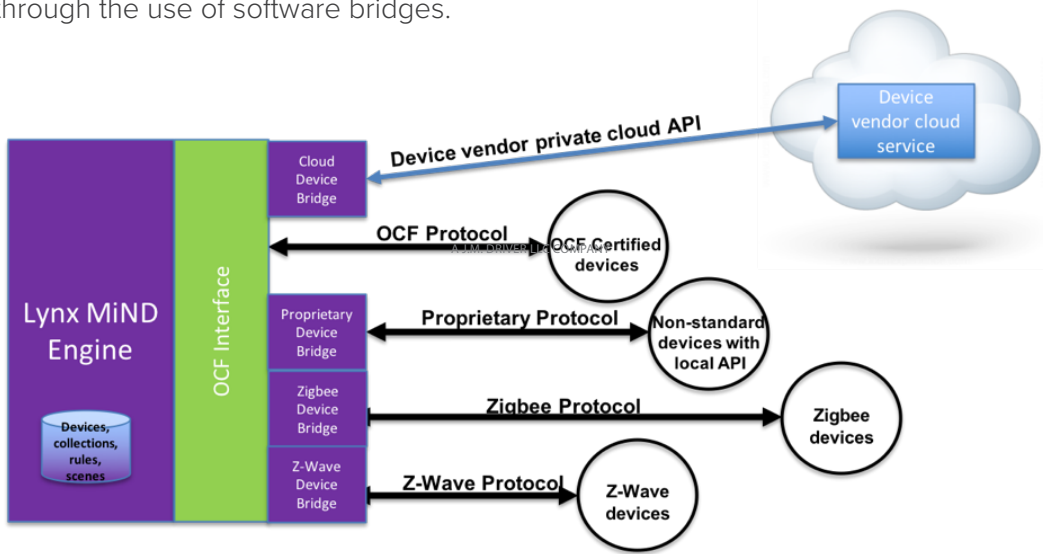 through the use of software bridges.
Device
vendor cloud
service
Device vendor private cloud API
Cloud
Device
Bridge
OCF Protocol
A.J.M. DRIVER LLC COMPANY
OCF Certified
devices
Lynx MiND
Engine
OCF Interface
Proprietary
Device
Bridge
Proprietary Protocol
Non-standard
devices with
local API
Zigbee
Device
Bridge
Zigbee Protocol
Zigbee
devices
Devices,
collections,
rules,
scenes
Z-Wave
Device
Bridge
Z-Wave Protocol
Z-Wave
devices